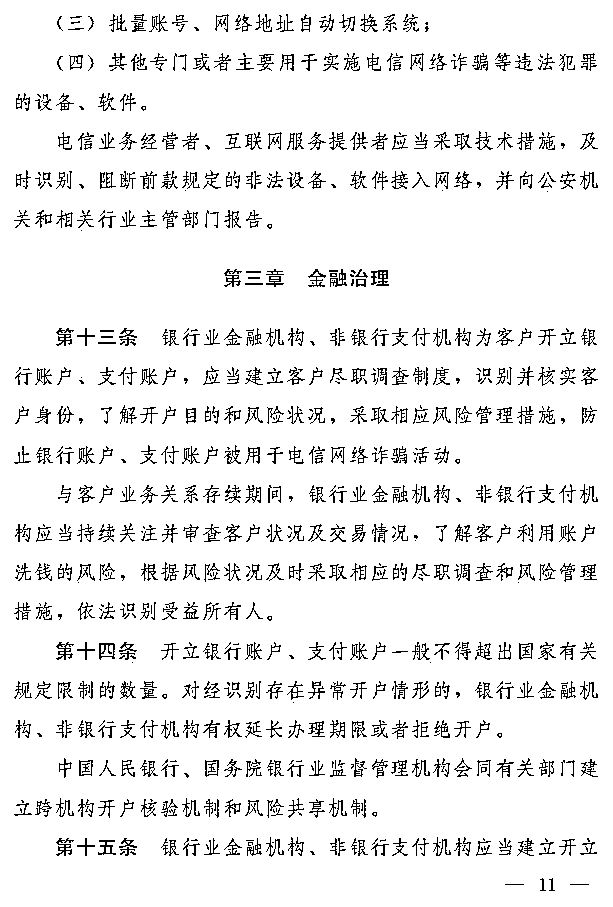 （三）批量账号、网络地址自动切换系统；
（四）其他专门或者主要用于实施电信网络诈骗等违法犯罪
的设备、软件。
电信业务经营者、互联网服务提供者应当采取技术措施，及
时识别、阻断前款规定的非法设备、软件接入网络，并向公安机
关和相关行业主管部门报告。
第三章　金融治理
第十三条　银行业金融机构、非银行支付机构为客户开立银
行账户、支付账户，应当建立客户尽职调查制度，识别并核实客
户身份，了解开户目的和风险状况，采取相应风险管理措施，防
止银行账户、支付账户被用于电信网络诈骗活动。
与客户业务关系存续期间，银行业金融机构、非银行支付机
构应当持续关注并审查客户状况及交易情况，了解客户利用账户
洗钱的风险，根据风险状况及时采取相应的尽职调查和风险管理
措施，依法识别受益所有人。
第十四条　开立银行账户、支付账户一般不得超出国家有关
规定限制的数量。对经识别存在异常开户情形的，银行业金融机
构、非银行支付机构有权延长办理期限或者拒绝开户。
中国人民银行、国务院银行业监督管理机构会同有关部门建
立跨机构开户核验机制和风险共享机制。
第十五条　银行业金融机构、非银行支付机构应当建立开立
— 11 —